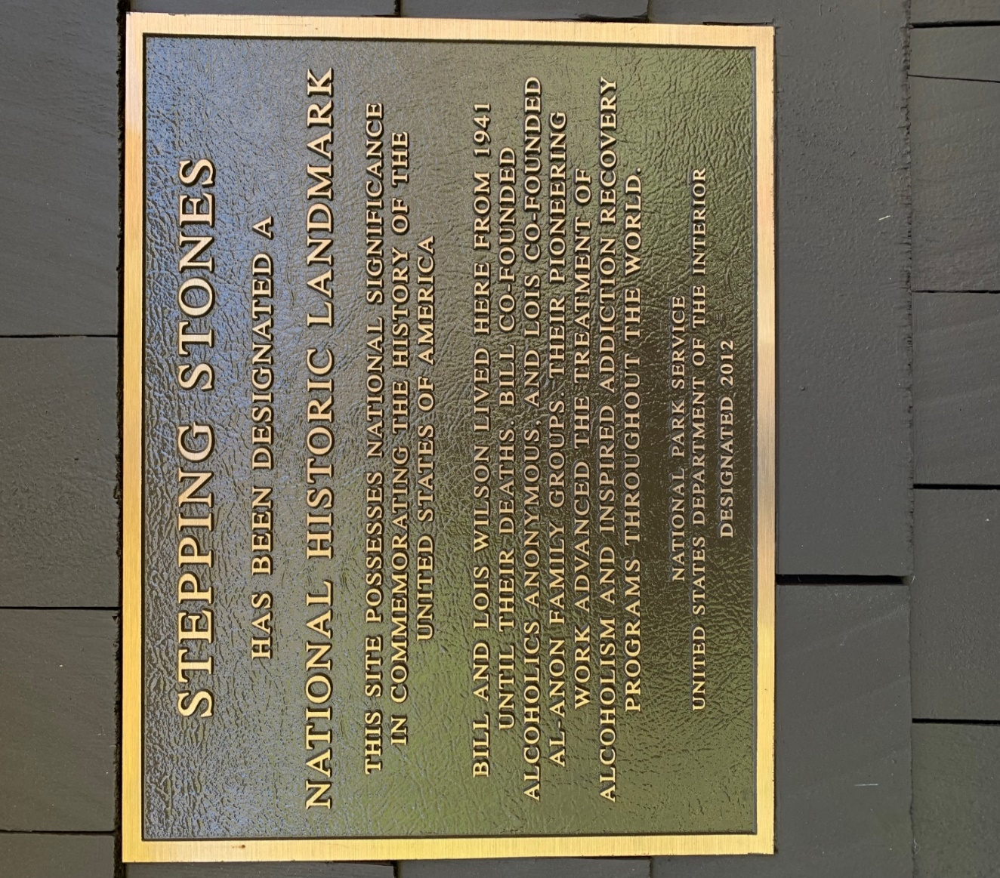 STEPPING STONES
HAS BEEN DESIGNATED A
NATIONAL HISTORIC LANDMARK
THIS SITE POSSESSES NATIONAL SIGNIFICANCE
IN COMMEMORATING THE HISTORY OF THE
UNITED STATES OF AMERICA
BILL AND LOIS WILSON LIVED HERE FROM 1941
UNTIL THEIR DEATHS. BILL CO-FOUNDED
ALCOHOLICS ANONYMOUS, AND LOIS CO-FOUNDED
AL-ANON FAMILY GROUPS. THEIR PIONEERING
WORK ADVANCED THE TREATMENT OF
ALCOHOLISM AND INSPIRED ADDICTION RECOVERY
PROGRAMS THROUGHOUT THE WORLD.
NATIONAL PARK SERVICE
UNITED STATES DEPARTMENT OF THE INTERIOR
DESIGNATED 2012